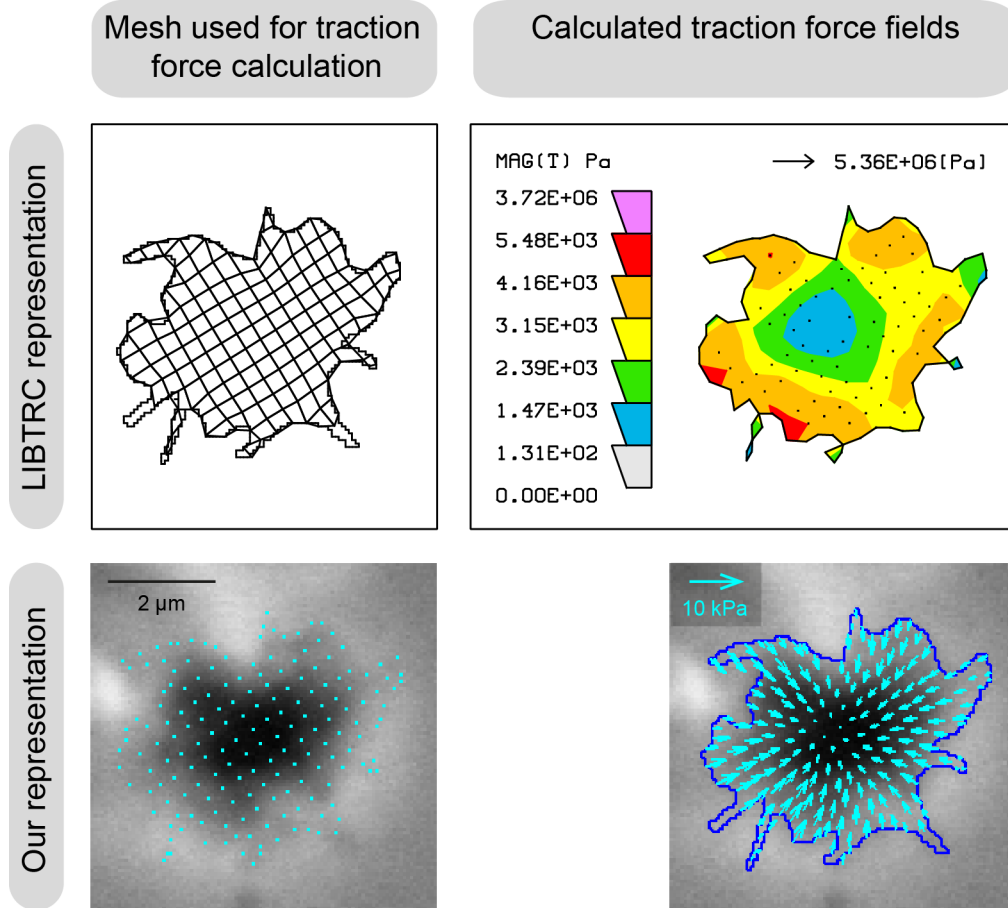 Mesh used for traction
force calculation
Calculated traction force fields
LIBTRC representation
MAG(T) Pa
5.36E+06[Pa]
3.72E+06
5.48E+03
4.16E+03
3.15E+03
2.39E+03
1.47E+03
1.31E+02
0.00E+00
Our representation
2 µm
10 kPa